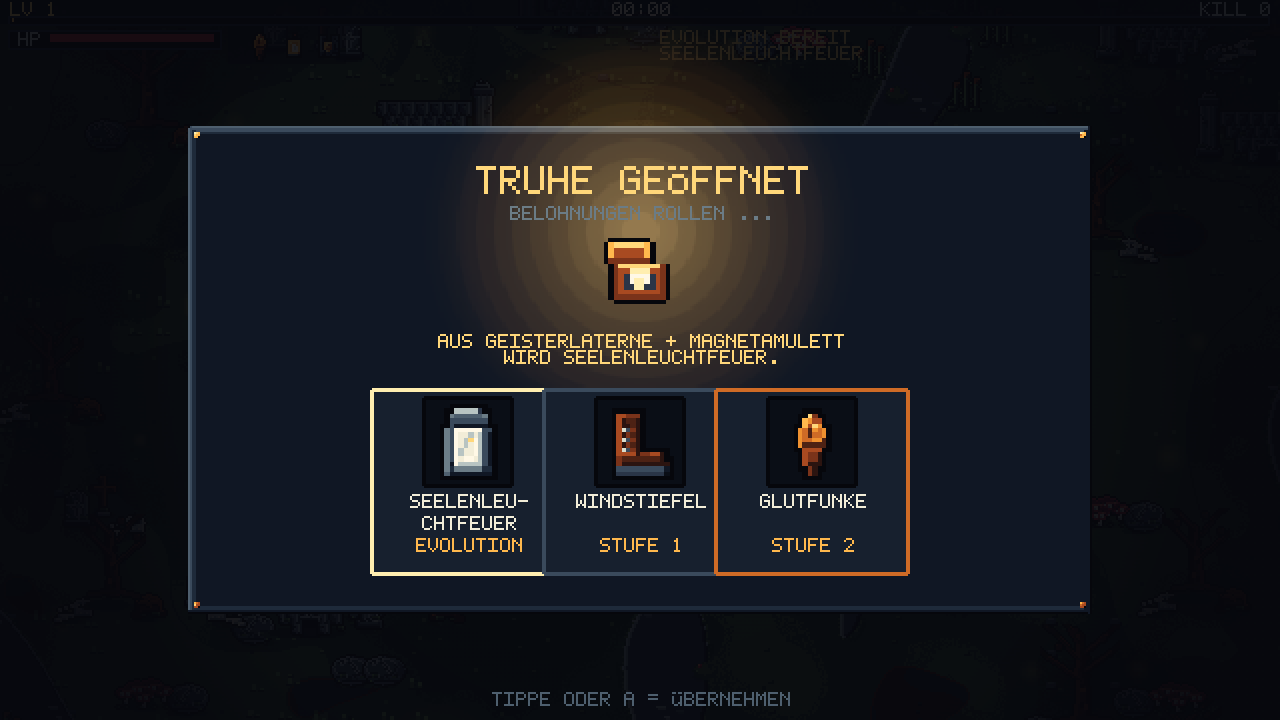 LV 1
00:00
KILL 0
HP
EVOLUTION BEREIT
SEELENLEUCHTFEUER
TRUHE GEöFFNET
BELOHNUNGEN ROLLEN ...
AUS GEISTERLATERNE + MAGNETAMULETT
WIRD SEELENLEUCHTFEUER.
SEELENLEU-
CHTFEUER
EVOLUTION
WINDSTIEFEL
STUFE 1
GLUTFUNKE
STUFE 2
TIPPE ODER A = üBERNEHMEN